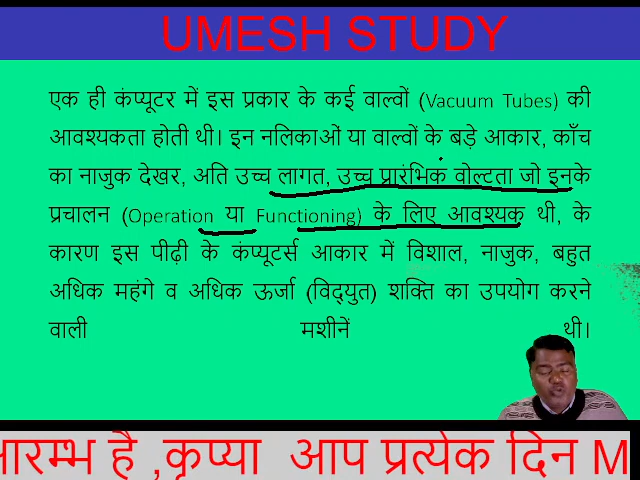 UMESH STUDY
एक ही कंप्यूटर में इस प्रकार के कई वाल्वों (Vacuum Tubes) की
आवश्यकता होती थी। इन नलिकाओं या वाल्वों के बड़े आकार, काँच
का नाजुक देखर, अति उच्च लागत, उच्च प्रारंभिक वोल्टता जो इनके
प्रचालन (Operation या Functioning) के लिए आवश्यक थी, के
कारण इस पीढ़ी के कंप्यूटर्स आकार में विशाल, नाजुक, बहुत
अधिक महंगे व अधिक ऊर्जा (विद्युत) शक्ति का उपयोग करने
वाली मशीनें थी।
है ,कृप्या आप प्रत्येक दिन